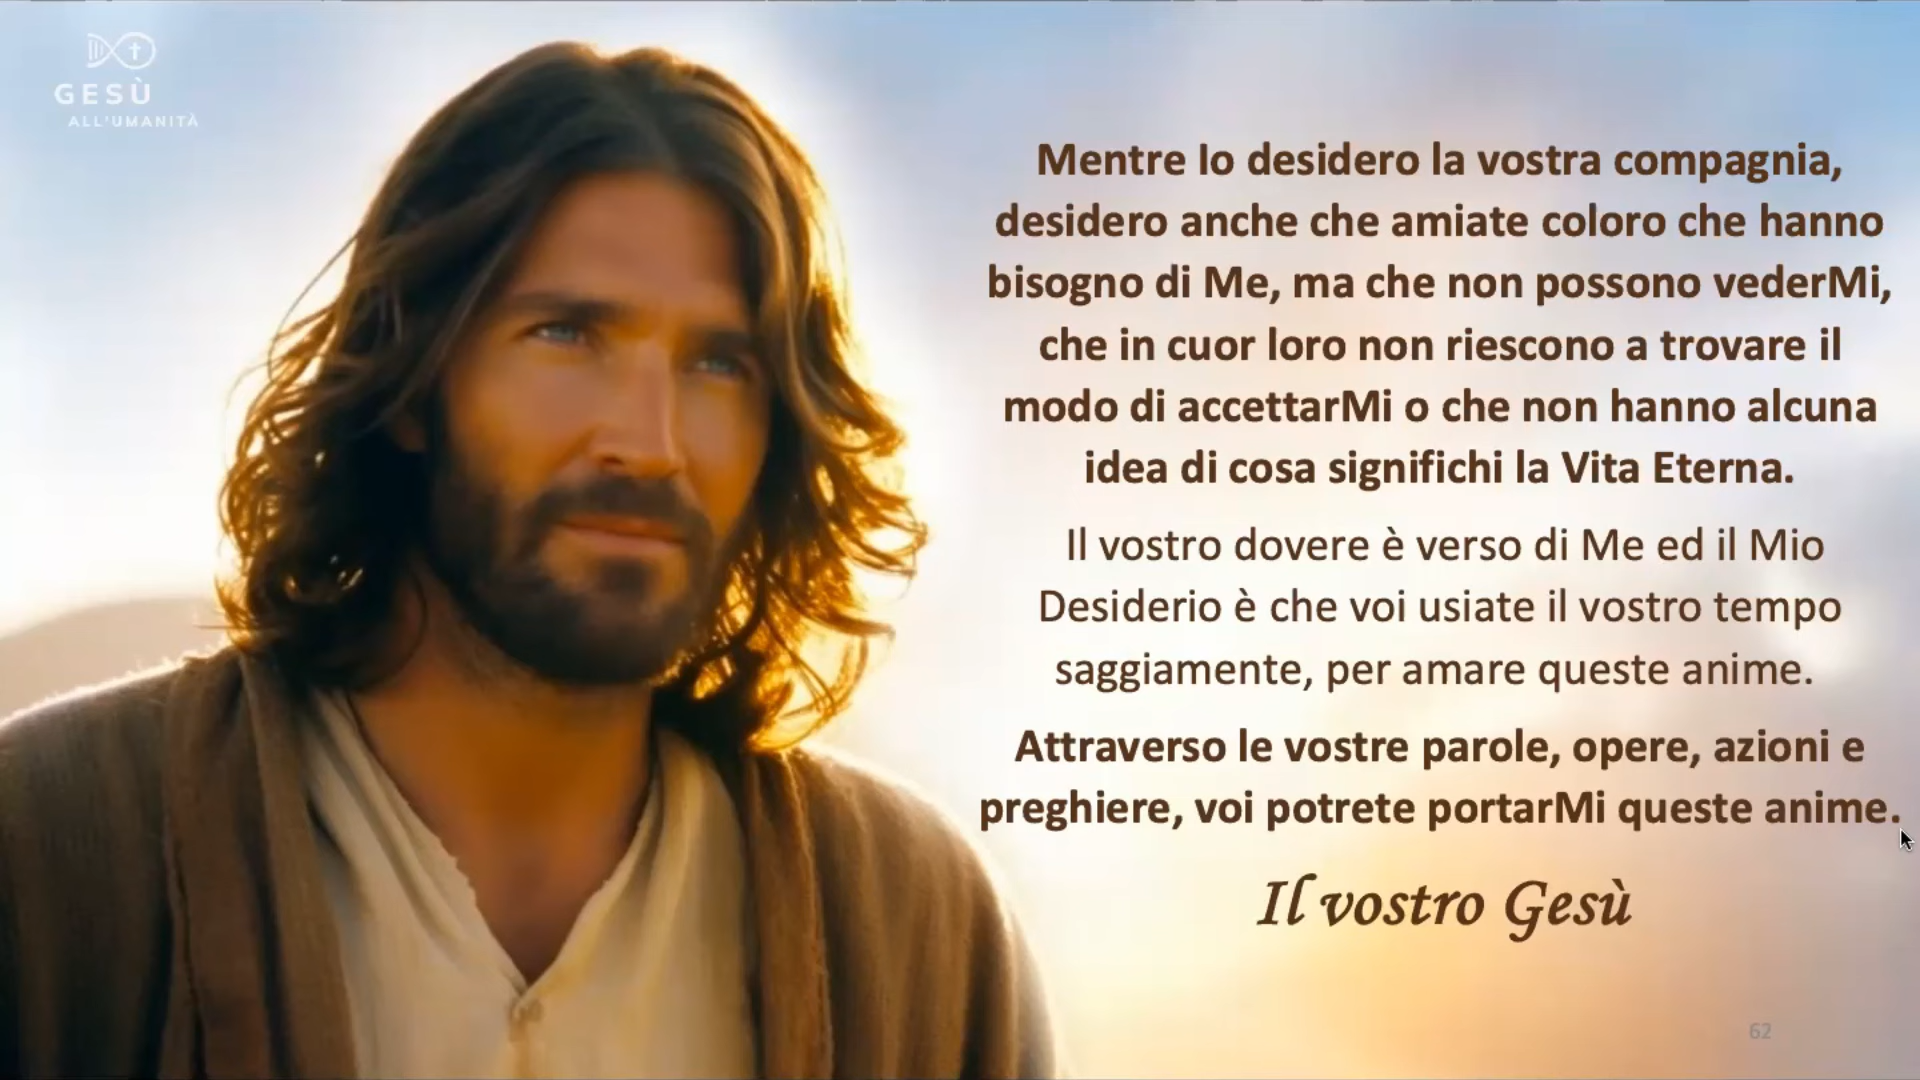 GESÙ
ALL'UMANITÀ
Mentre Io desidero la vostra compagnia,
desidero anche che amiate coloro che hanno
bisogno di Me, ma che non possono vederMi,
che in cuor loro non riescono a trovare il
modo di accettarMi o che non hanno alcuna
idea di cosa significhi la Vita Eterna.
Il vostro dovere è verso di Me ed il Mio
Desiderio è che voi usiate il vostro tempo
saggiamente, per amare queste anime.
Attraverso le vostre parole, opere, azioni e
preghiere, voi potrete portarMi queste anime.
Il vostro Gesù
62